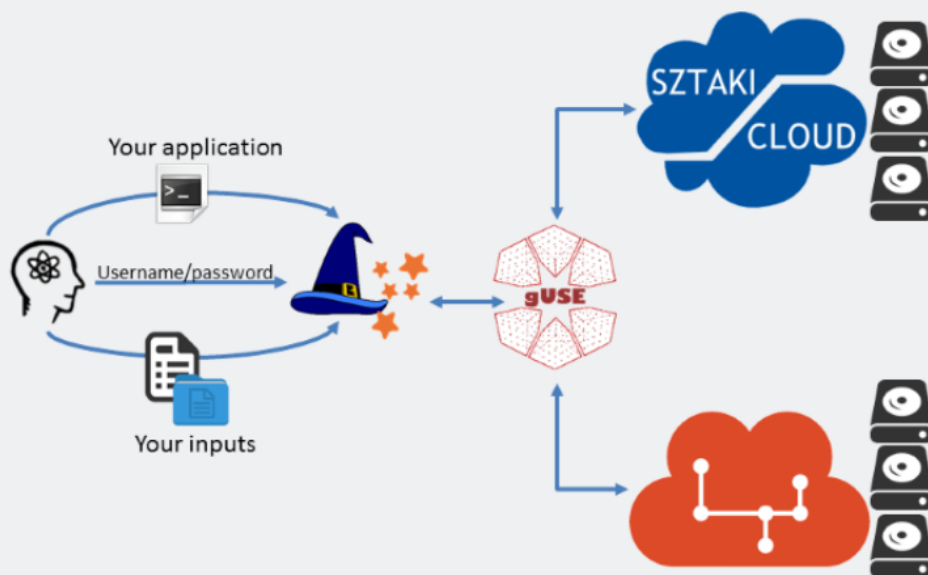 Your application
>_
Username/password
Your inputs
gUSE
SZTAKI
CLOUD